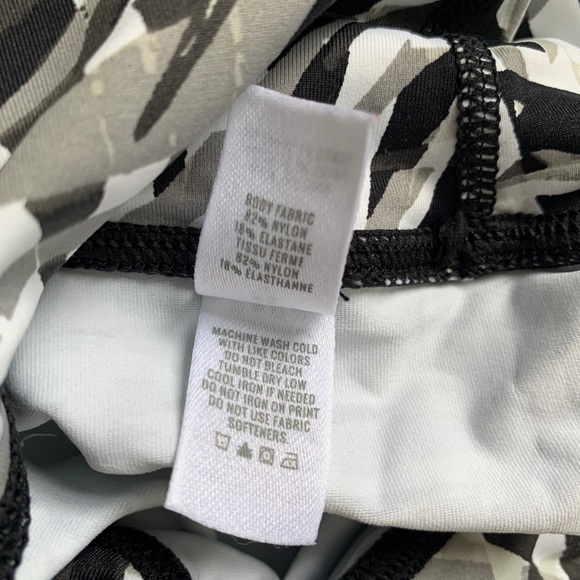 BODY FABRIC
82% NYLON
18% ELASTANE
TISSU FERME
82% NYLON
18% ELASTHANNE
MACHINE WASH COLD
WITH LIKE COLORS
DO NOT BLEACH
TUMBLE DRY LOW
COOL IRON IF NEEDED
DO NOT IRON ON PRINT
DO NOT USE FABRIC
SOFTENERS.